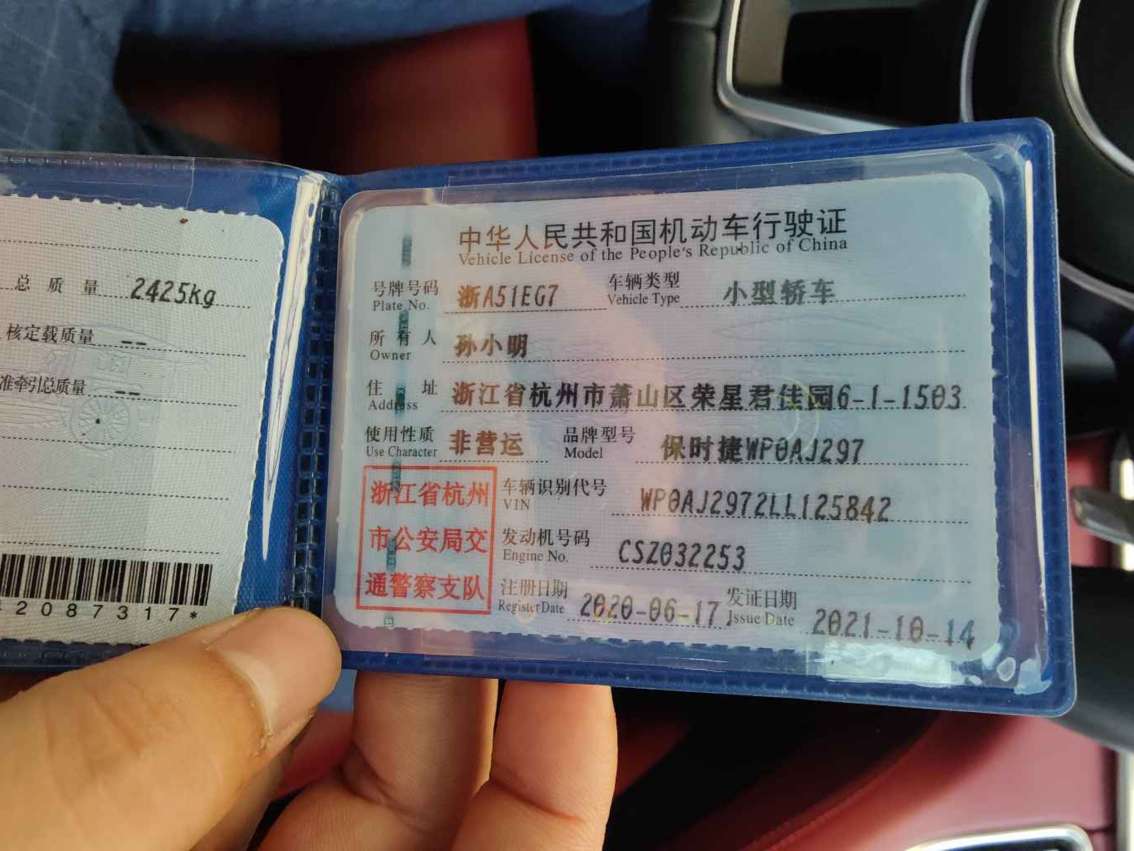 总质量 2425kg
核定载质量 --
准牵引总质量 --
2087317*
中华人民共和国机动车行驶证
Vehicle License of the People's Republic of China
号牌号码 浙A51EG7 车辆类型 小型轿车
Plate No. Vehicle Type
所有人 孙小明
Owner
住址 浙江省杭州市萧山区荣星君佳园6-1-1503
Address
使用性质 非营运 品牌型号 保时捷WP0AJ297
Use Character Model
浙江省杭州
市公安局交
通警察支队
车辆识别代号 WP0AJ2972LL125842
VIN
发动机号码 CSZ032253
Engine No.
注册日期 2020-06-17 发证日期 2021-10-14
Register Date Issue Date